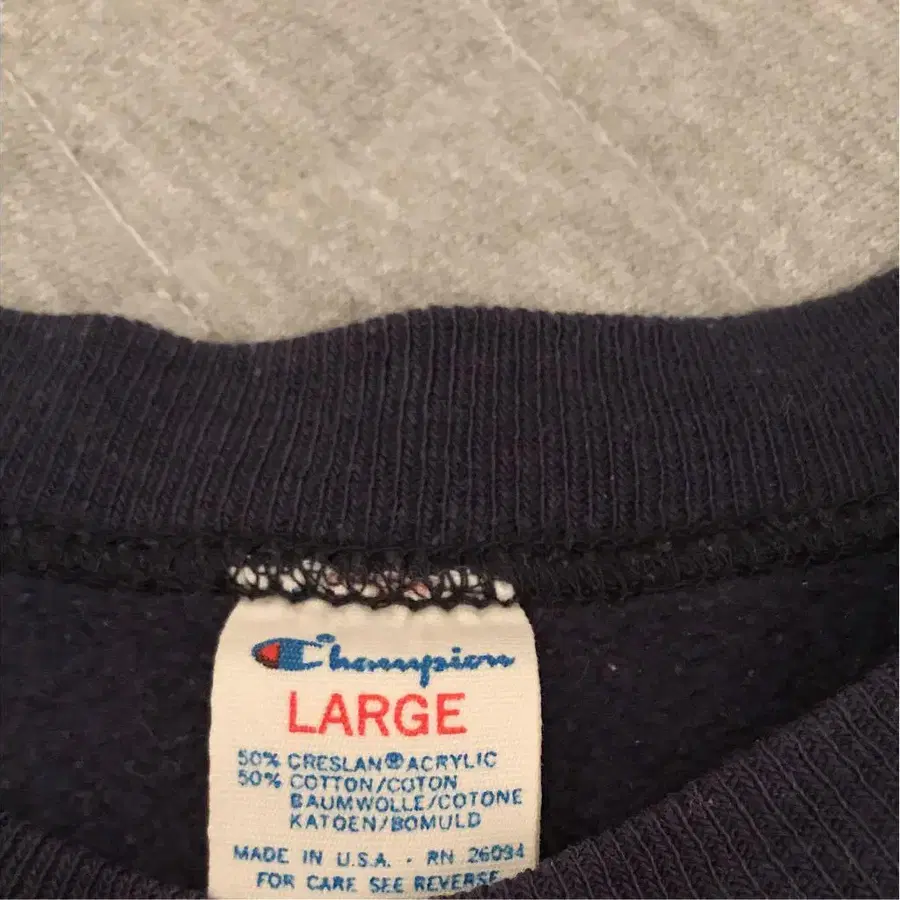 Champion
LARGE
50% CRESLAN® ACRYLIC
50% COTTON/COTON
BAUMWOLLE/COTONE
KATOEN/BOMULD
MADE IN U.S.A. · RN 26094
FOR CARE SEE REVERSE